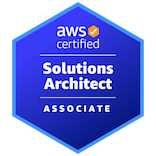 aws
certified
Solutions
Architect
ASSOCIATE